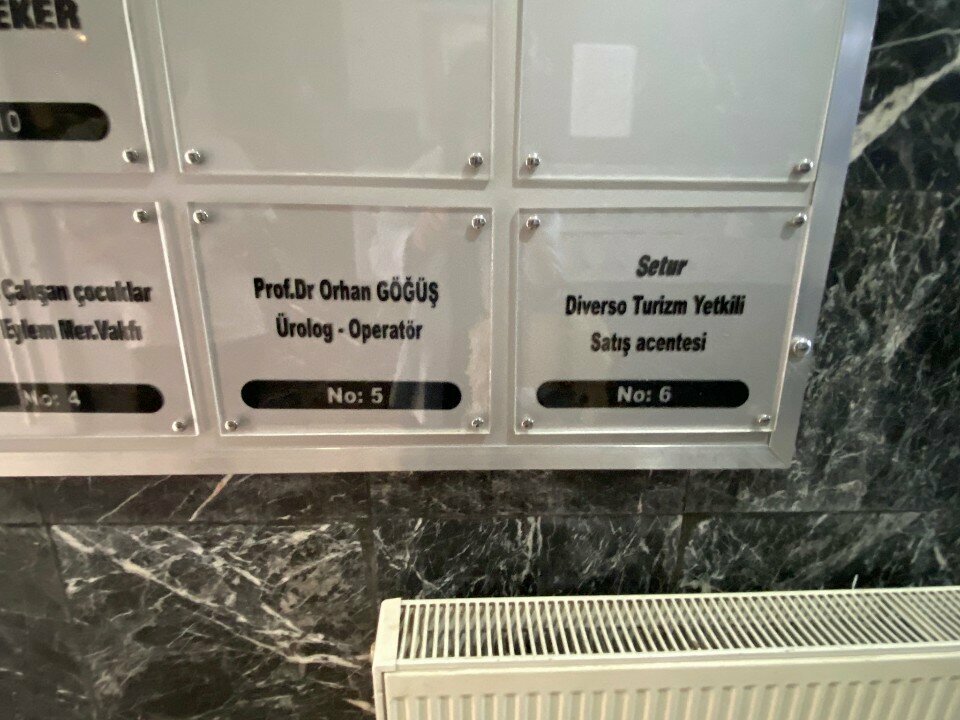 EKER
10
Çalışan çocuklar
Eylem Mer.Vakfı
No: 4
Prof.Dr Orhan GÖĞÜŞ
Ürolog - Operatör
No: 5
Setur
Diverso Turizm Yetkili
Satış acentesi
No: 6